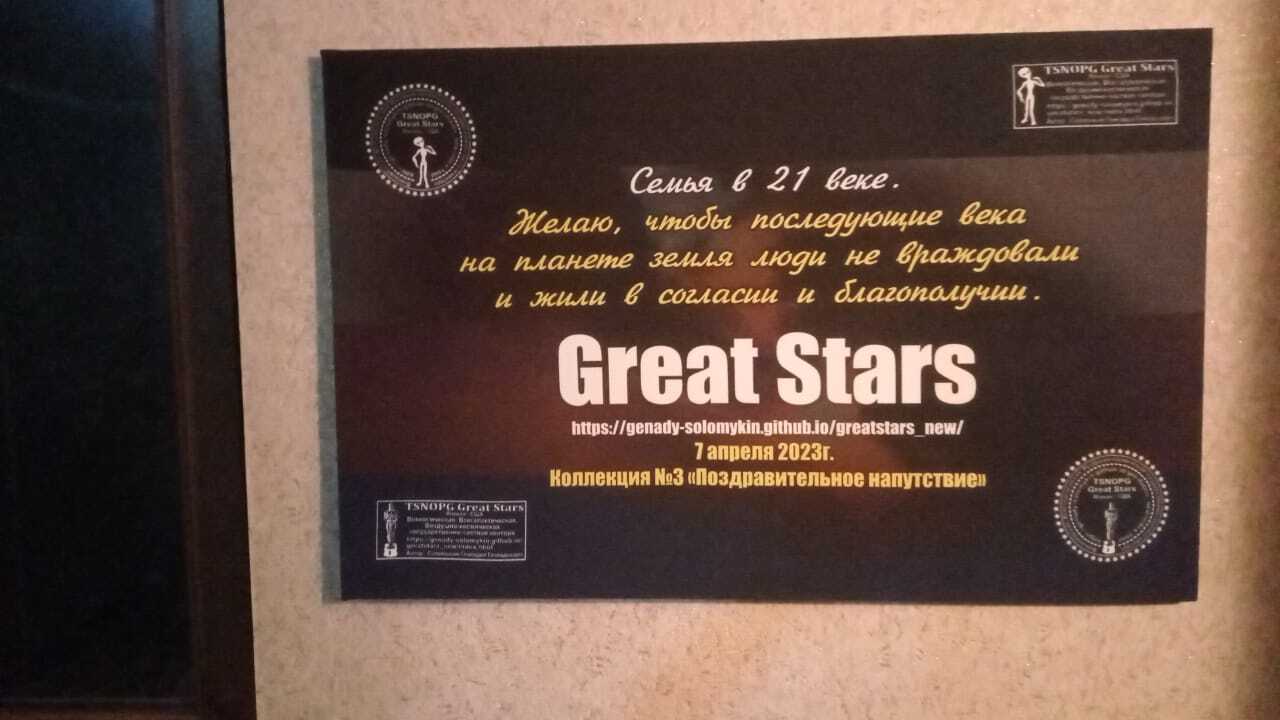 TSNOPG
Great Stars
TSNOPG Great Stars
Семья в 21 веке.
Желаю, чтобы последующие века
на планете земля люди не враждовали
и жили в согласии и благополучии.
Great Stars
https://genady-solomykin.github.io/greatstars_new/
7 апреля 2023г.
Коллекция №3 «Поздравительное напутствие»
TSNOPG Great Stars
TSNOPG
Great Stars